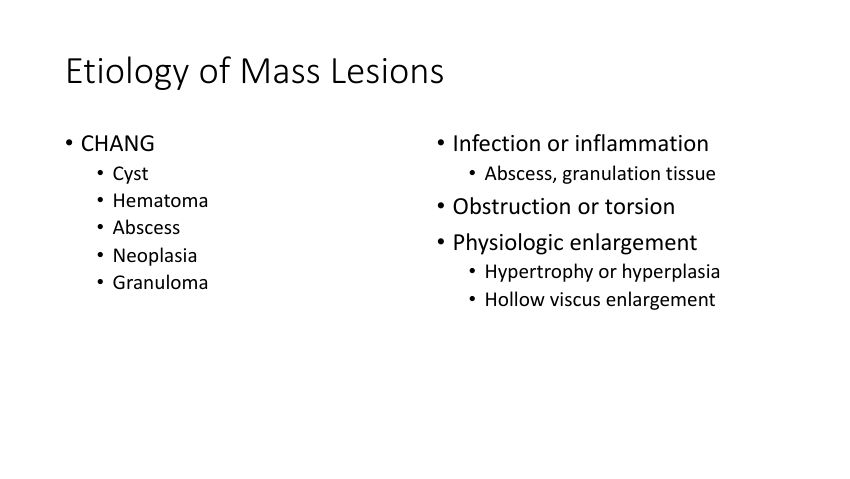 Etiology of Mass Lesions
• CHANG
• Cyst
• Hematoma
• Abscess
• Neoplasia
• Granuloma
• Infection or inflammation
• Abscess, granulation tissue
• Obstruction or torsion
• Physiologic enlargement
• Hypertrophy or hyperplasia
• Hollow viscus enlargement